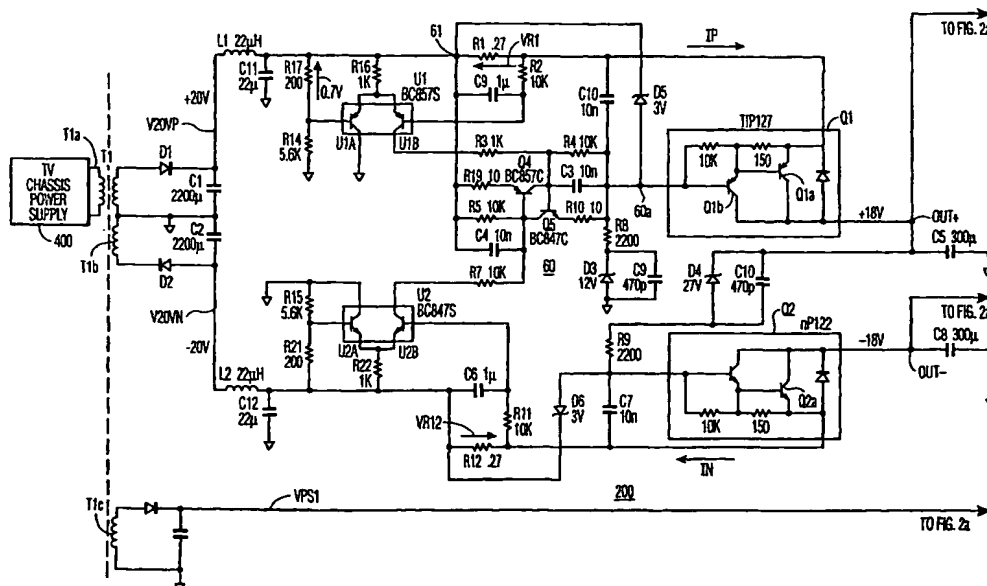 TO FIG. 2a
L1 22μH
61
R1 .27
VR1
IP
C11
22μ
R17
200
R16
1K
0.7V
U1
BC857S
C9 1μ
R2
10K
C10
10n
D5
3V
TIP127
Q1
+20V
V20VP
T1a
T1
D1
TV
CHASSIS
POWER
SUPPLY
400
C1
2200μ
C2
2200μ
T1b
D2
V20VN
-20V
R14
5.6K
U1A
U1B
R3 1K
R4 10K
Q4
BC857C
R19 10
C3 10n
R5 10K
Q5
BC847C
R10 10
60a
C4 10n
60
R7 10K
10K
150
Q1b
Q1a
+18V
OUT+
C5 300μ
R8
2200
D3
12V
C9
470p
D4
27V
C10
470p
TO FIG. 2a
R15
5.6K
U2
BC847S
R21
200
U2A
U2B
R22
1K
Q2
nP122
-18V
C8 300μ
OUT-
R9
2200
L2 22μH
C12
22μ
C6 1μ
R11
10K
D6
3V
C7
10n
10K
150
Q2a
VR12
R12 .27
IN
T1c
VPS1
200
TO FIG. 2a